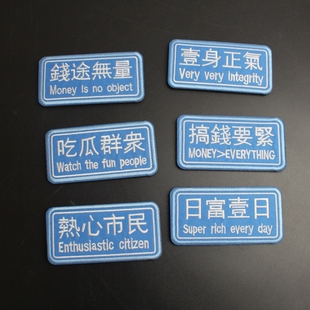 錢途無量
Money is no object
壹身正氣
Very very integrity
吃瓜群衆
Watch the fun people
搞錢要緊
MONEY>EVERYTHING
熱心市民
Enthusiastic citizen
日富壹日
Super rich every day